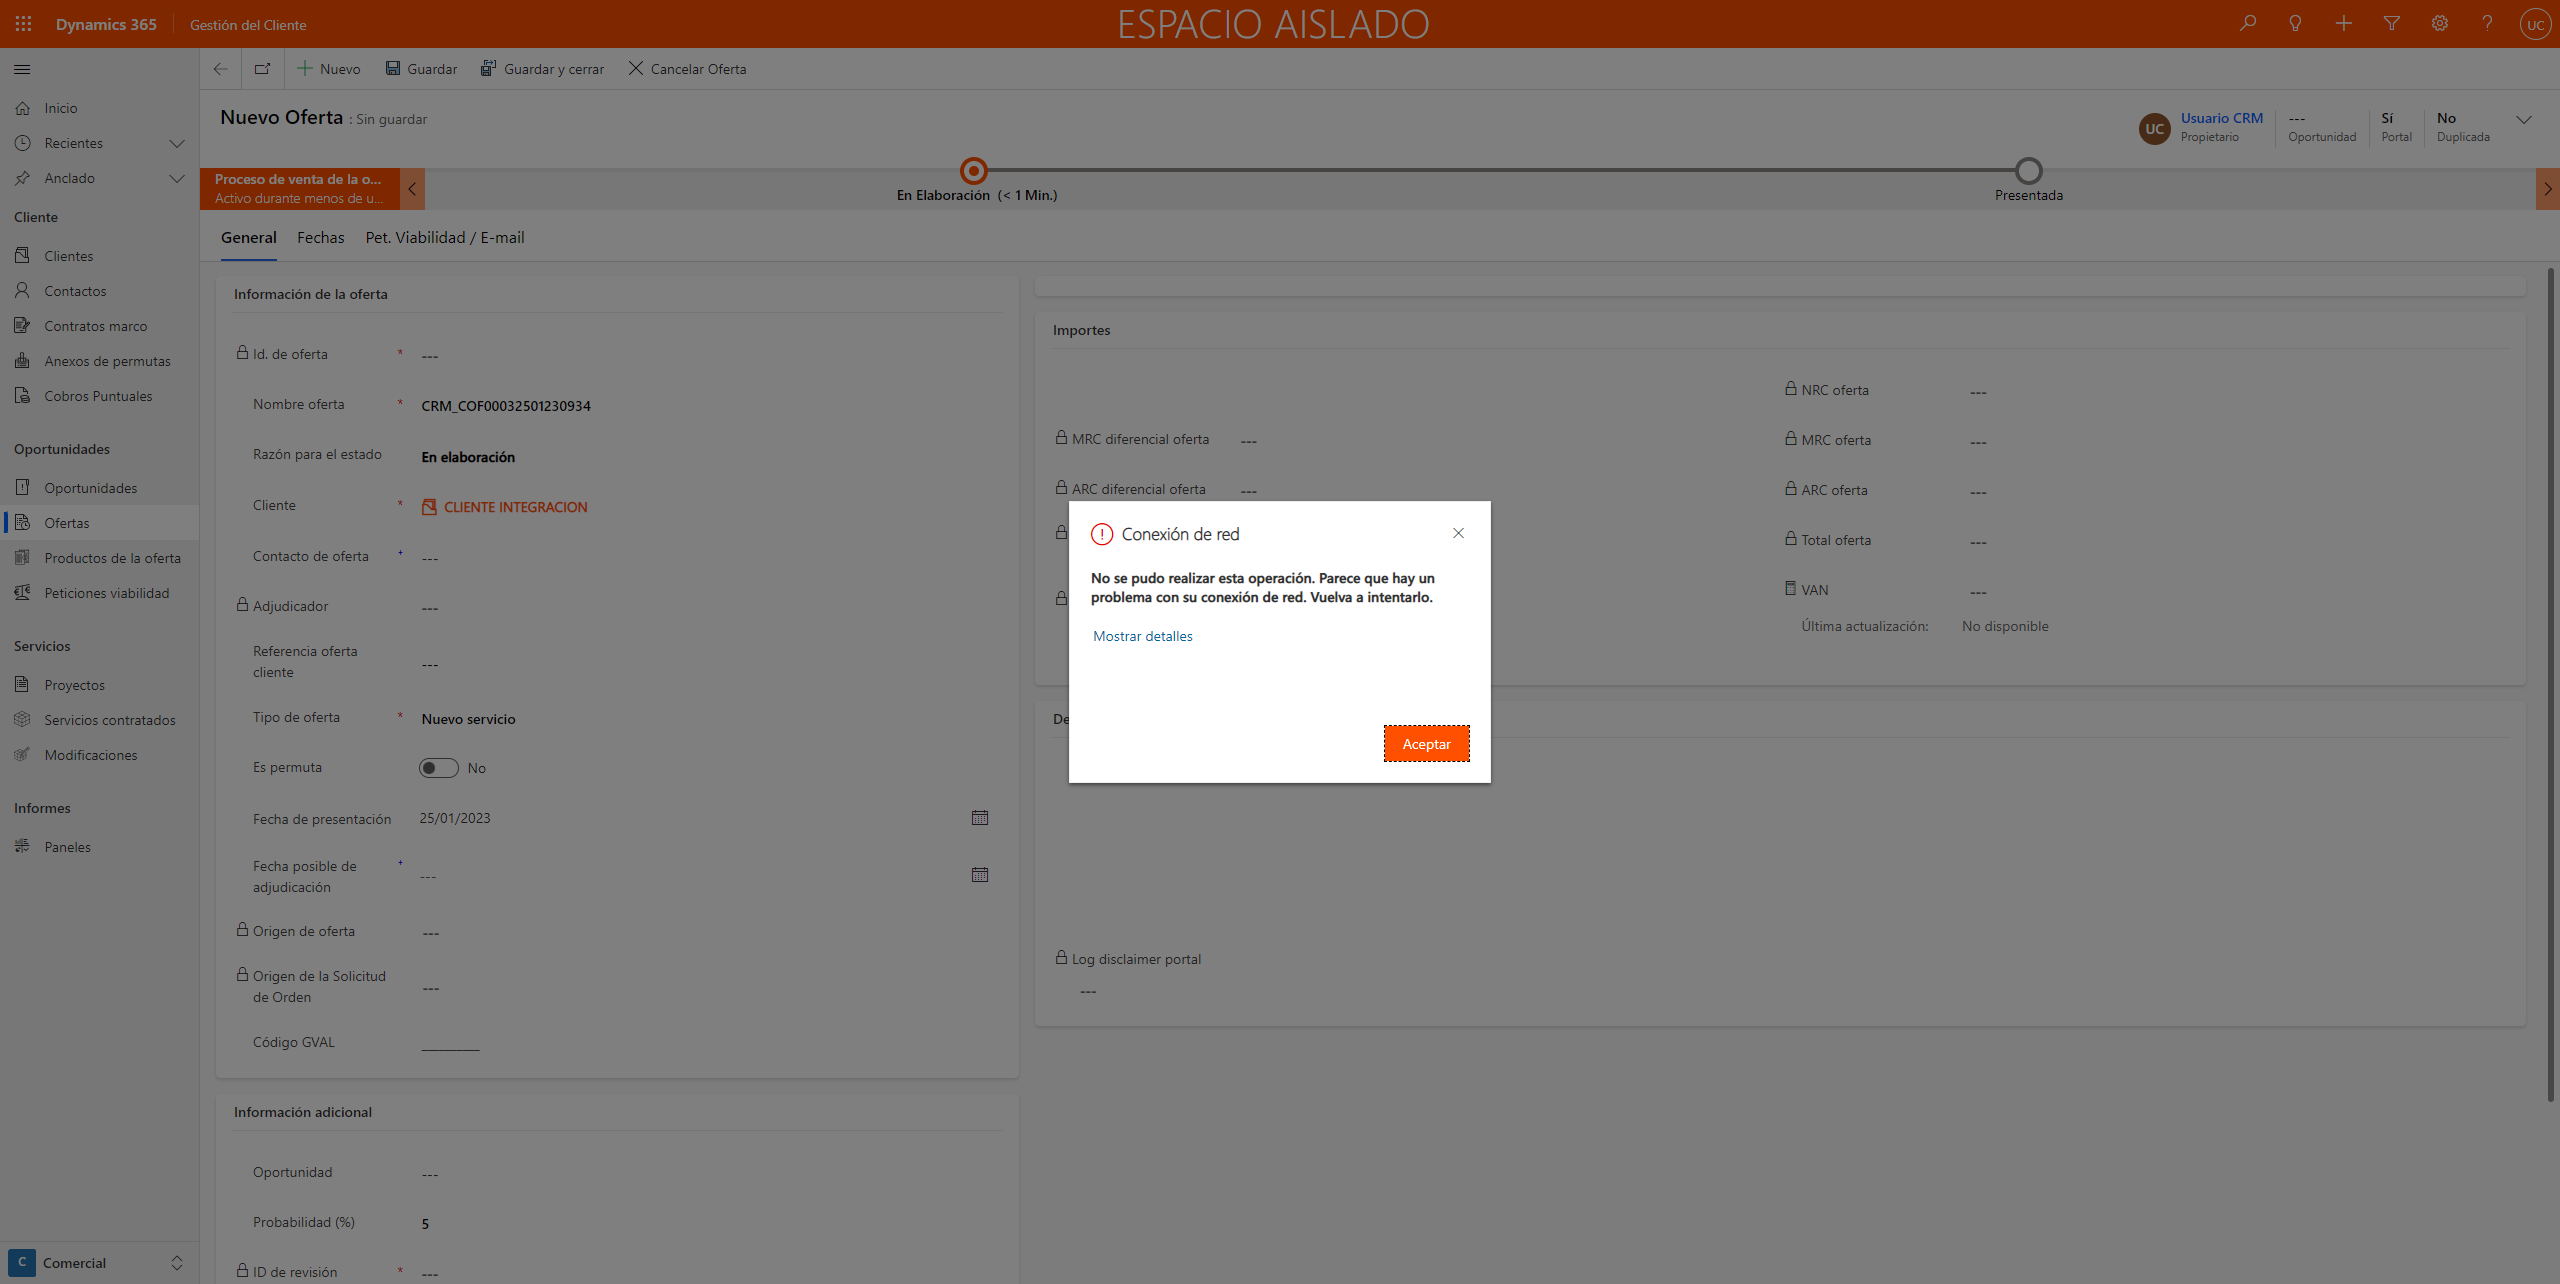 Dynamics 365
Gestión del Cliente
ESPACIO AISLADO
UC
Nuevo
Guardar
Guardar y cerrar
Cancelar Oferta
Inicio
Recientes
Anclado
Cliente
Clientes
Contactos
Contratos marco
Anexos de permutas
Cobros Puntuales
Oportunidades
Oportunidades
Ofertas
Productos de la oferta
Peticiones viabilidad
Servicios
Proyectos
Servicios contratados
Modificaciones
Informes
Paneles
C Comercial
Nuevo Oferta : Sin guardar
UC
Usuario CRM
Propietario
---
Oportunidad
Sí
Portal
No
Duplicada
Proceso de venta de la o...
Activo durante menos de u...
En Elaboración (< 1 Min.)
Presentada
General
Fechas
Pet. Viabilidad / E-mail
Información de la oferta
Id. de oferta * ---
Nombre oferta * CRM_COF00032501230934
Razón para el estado En elaboración
Cliente * CLIENTE INTEGRACION
Contacto de oferta + ---
Adjudicador ---
Referencia oferta
cliente
---
Tipo de oferta * Nuevo servicio
Es permuta No
Fecha de presentación 25/01/2023
Fecha posible de
adjudicación
+ ---
Origen de oferta ---
Origen de la Solicitud
de Orden
---
Código GVAL __________
Información adicional
Oportunidad ---
Probabilidad (%) 5
ID de revisión * ---
Importes
NRC oferta ---
MRC diferencial oferta ---
MRC oferta ---
ARC diferencial oferta ---
ARC oferta ---
Total oferta ---
VAN ---
Última actualización: No disponible
De
Log disclaimer portal
---
Conexión de red
No se pudo realizar esta operación. Parece que hay un
problema con su conexión de red. Vuelva a intentarlo.
Mostrar detalles
Aceptar